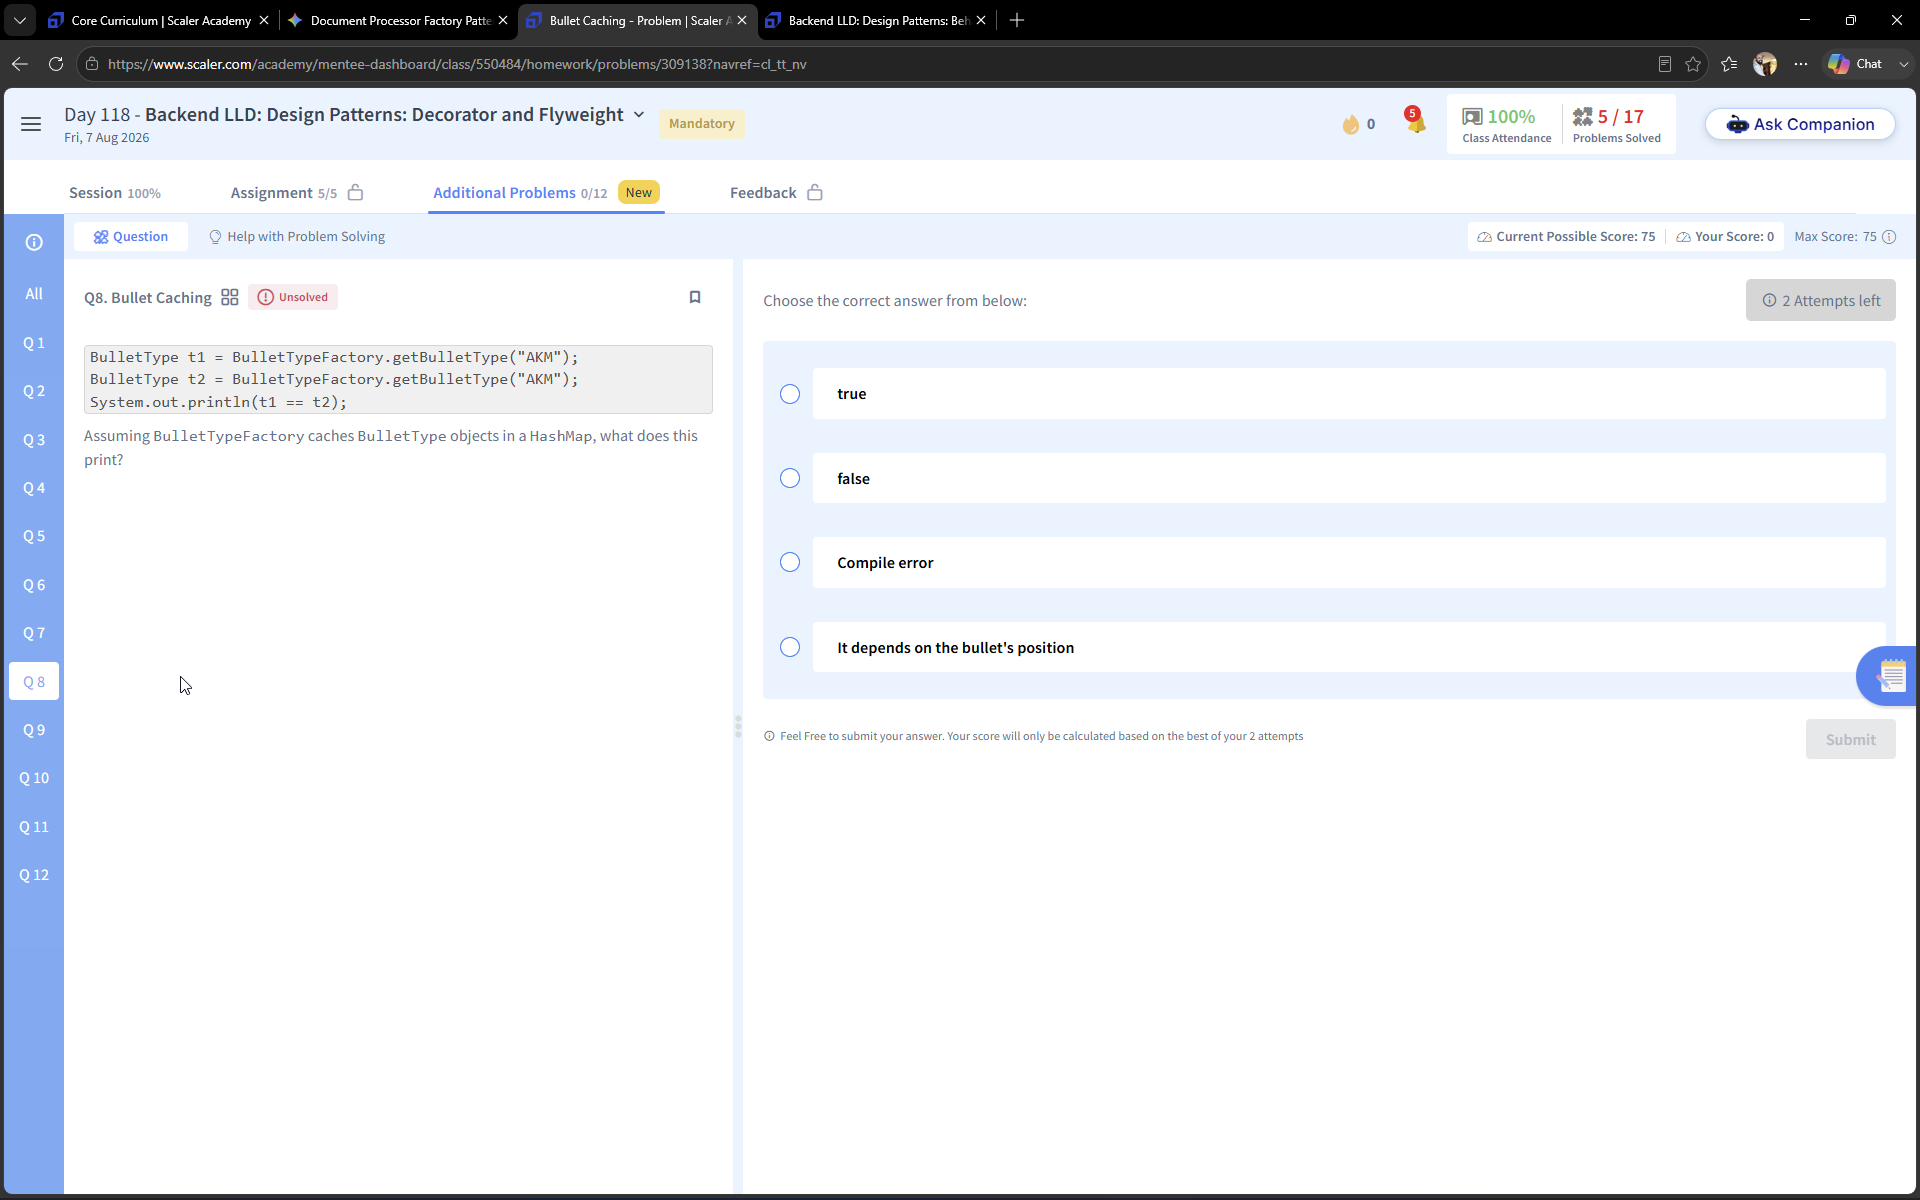 Core Curriculum | Scaler Academy
Document Processor Factory Patte
Bullet Caching - Problem | Scaler A
Backend LLD: Design Patterns: Beh
https://www.scaler.com/academy/mentee-dashboard/class/550484/homework/problems/309138?navref=cl_tt_nv
Chat
Day 118 - Backend LLD: Design Patterns: Decorator and Flyweight
Fri, 7 Aug 2026
Mandatory
0
5
100%
Class Attendance
5 / 17
Problems Solved
Ask Companion
Session 100%
Assignment 5/5
Additional Problems 0/12 New
Feedback
Question
Help with Problem Solving
Current Possible Score: 75
Your Score: 0
Max Score: 75
All
Q 1
Q 2
Q 3
Q 4
Q 5
Q 6
Q 7
Q 8
Q 9
Q 10
Q 11
Q 12
Q8. Bullet Caching
Unsolved
BulletType t1 = BulletTypeFactory.getBulletType("AKM");
BulletType t2 = BulletTypeFactory.getBulletType("AKM");
System.out.println(t1 == t2);
Assuming BulletTypeFactory caches BulletType objects in a HashMap, what does this
print?
Choose the correct answer from below:
2 Attempts left
true
false
Compile error
It depends on the bullet's position
Feel Free to submit your answer. Your score will only be calculated based on the best of your 2 attempts
Submit